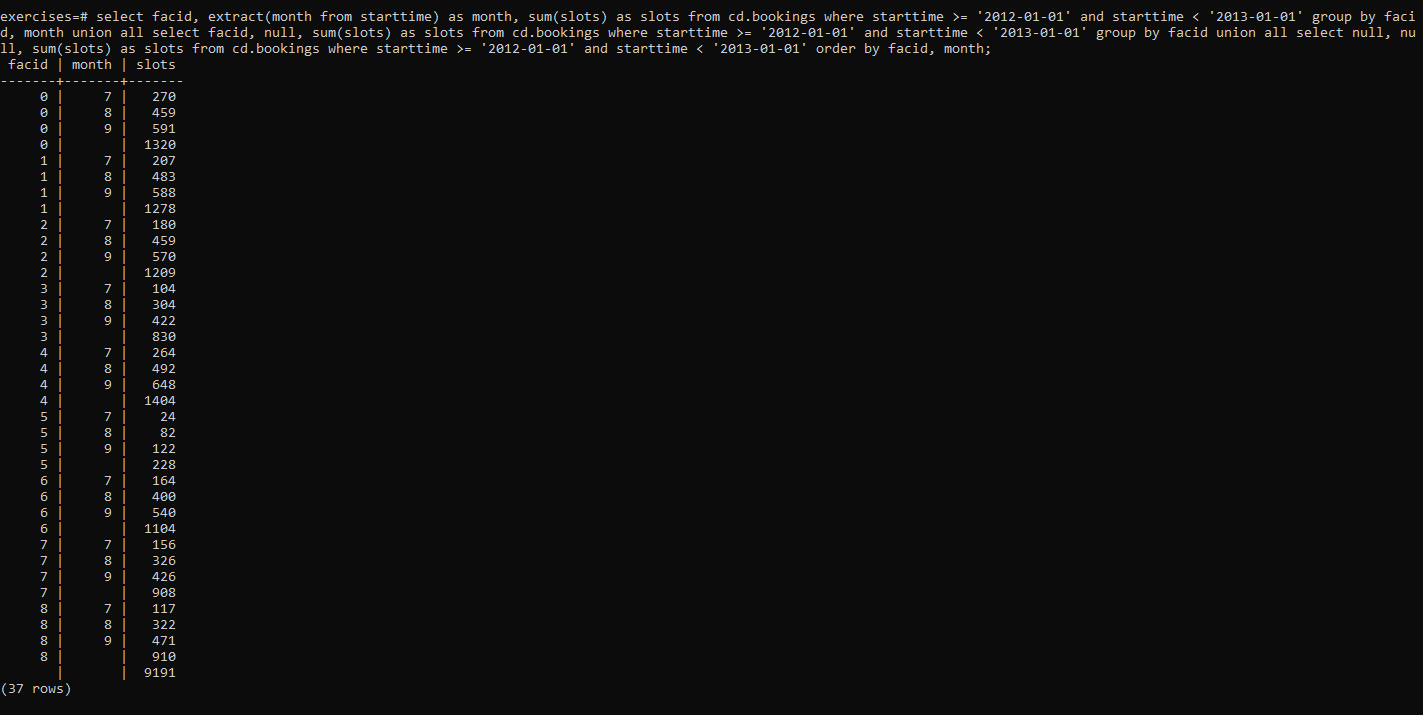 exercises=# select facid, extract(month from starttime) as month, sum(slots) as slots from cd.bookings where starttime >= '2012-01-01' and starttime < '2013-01-01' group by faci
d, month union all select facid, null, sum(slots) as slots from cd.bookings where starttime >= '2012-01-01' and starttime < '2013-01-01' group by facid union all select null, nu
ll, sum(slots) as slots from cd.bookings where starttime >= '2012-01-01' and starttime < '2013-01-01' order by facid, month;
 facid | month | slots
-------+-------+-------
     0 |     7 |   270
     0 |     8 |   459
     0 |     9 |   591
     0 |       |  1320
     1 |     7 |   207
     1 |     8 |   483
     1 |     9 |   588
     1 |       |  1278
     2 |     7 |   180
     2 |     8 |   459
     2 |     9 |   570
     2 |       |  1209
     3 |     7 |   104
     3 |     8 |   304
     3 |     9 |   422
     3 |       |   830
     4 |     7 |   264
     4 |     8 |   492
     4 |     9 |   648
     4 |       |  1404
     5 |     7 |    24
     5 |     8 |    82
     5 |     9 |   122
     5 |       |   228
     6 |     7 |   164
     6 |     8 |   400
     6 |     9 |   540
     6 |       |  1104
     7 |     7 |   156
     7 |     8 |   326
     7 |     9 |   426
     7 |       |   908
     8 |     7 |   117
     8 |     8 |   322
     8 |     9 |   471
     8 |       |   910
       |       |  9191
(37 rows)